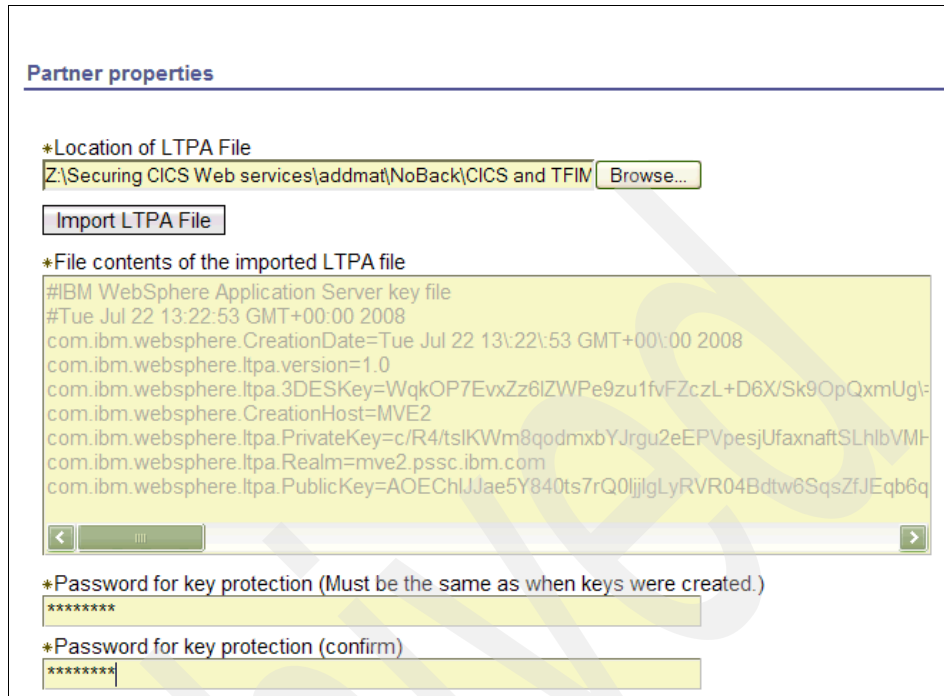 Partner properties
*Location of LTPA File
Z:\Securing CICS Web services\addmat\NoBack\CICS and TFIM Browse...
Import LTPA File
*File contents of the imported LTPA file
#IBM WebSphere Application Server key file
#Tue Jul 22 13:22:53 GMT+00:00 2008
com.ibm.websphere.CreationDate=Tue Jul 22 13\:22\:53 GMT+00\:00 2008
com.ibm.websphere.ltpa.version=1.0
com.ibm.websphere.ltpa.3DESKey=WqkOP7EvxZz6lZWPe9zu1fvFZczL+D6X/Sk9OpQxmUg\=
com.ibm.websphere.CreationHost=MVE2
com.ibm.websphere.ltpa.PrivateKey=c/R4/tslKWm8qodmxbYJrgu2eEPVpesjUfaxnaftSLhlbVMH
com.ibm.websphere.ltpa.Realm=mve2.pssc.ibm.com
com.ibm.websphere.ltpa.PublicKey=AOEChlJJae5Y840ts7rQ0ljjlgLyRVR04Bdtw6SqsZfJEqb6q
*Password for key protection (Must be the same as when keys were created.)
********
*Password for key protection (confirm)
********